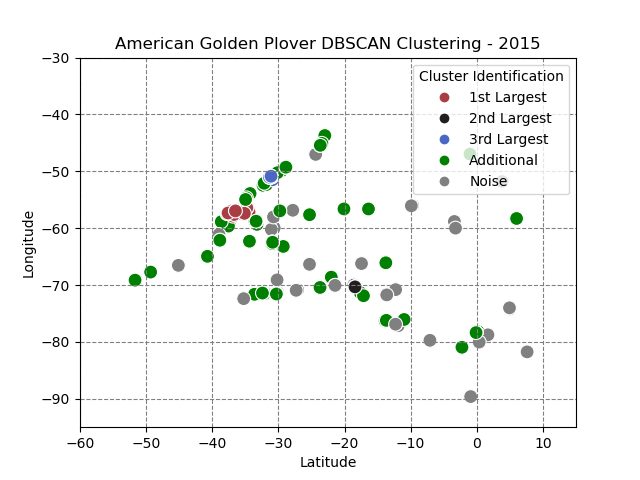 American Golden Plover DBSCAN Clustering - 2015
−30
−40
−50
−60
−70
−80
−90
Longitude
Cluster Identification
1st Largest
2nd Largest
3rd Largest
Additional
Noise
−60 −50 −40 −30 −20 −10 0 10
Latitude